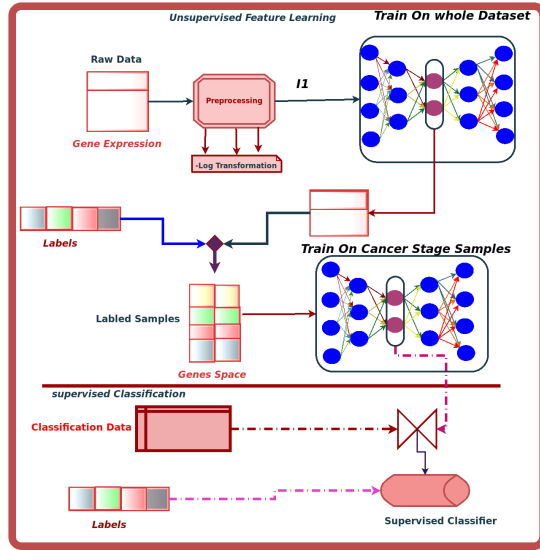 Unsupervised Feature Learning
Train On whole Dataset
Raw Data
Preprocessing
I1
Gene Expression
-Log Transformation
Labels
Train On Cancer Stage Samples
Labled Samples
Genes Space
supervised Classification
Classification Data
Labels
Supervised Classifier